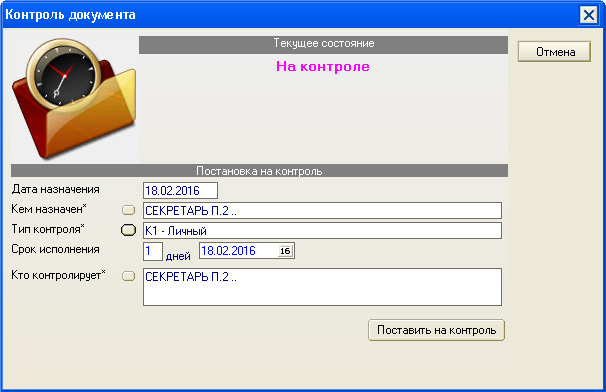 Контроль документа
Текущее состояние
Отмена
На контроле
Постановка на контроль
Дата назначения 18.02.2016
Кем назначен* СЕКРЕТАРЬ П.2 ..
Тип контроля* К1 - Личный
Срок исполнения 1 дней 18.02.2016 16
Кто контролирует* СЕКРЕТАРЬ П.2 ..
Поставить на контроль